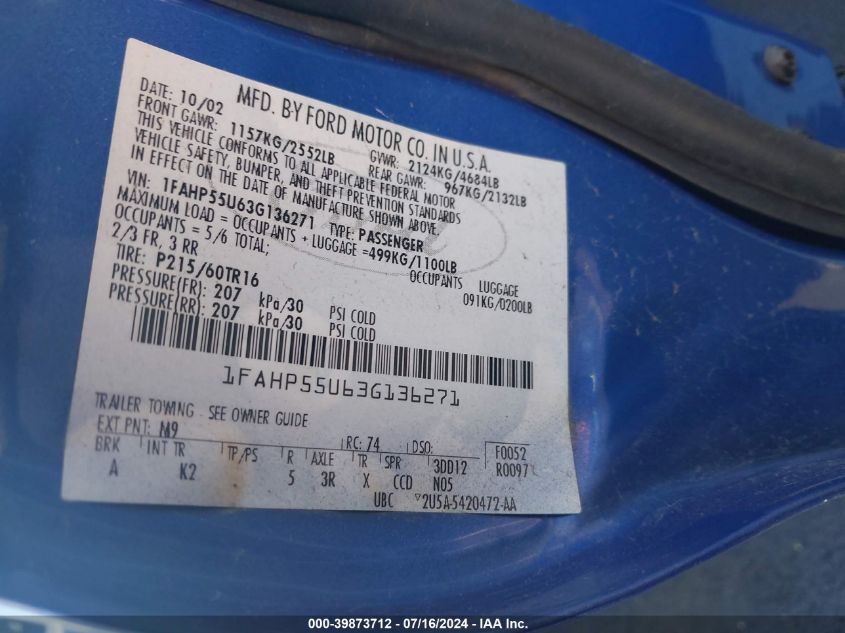 MFD. BY FORD MOTOR CO. IN U.S.A.
DATE: 10/02 GVWR: 2124KG/4684LB
FRONT GAWR: 1157KG/2552LB REAR GAWR: 967KG/2132LB
THIS VEHICLE CONFORMS TO ALL APPLICABLE FEDERAL MOTOR
VEHICLE SAFETY, BUMPER, AND THEFT PREVENTION STANDARDS
IN EFFECT ON THE DATE OF MANUFACTURE SHOWN ABOVE.
VIN: 1FAHP55U63G136271 TYPE: PASSENGER
MAXIMUM LOAD = OCCUPANTS + LUGGAGE =499KG/1100LB
OCCUPANTS = 5/6 TOTAL; OCCUPANTS LUGGAGE
2/3 FR, 3 RR 091KG/0200LB
TIRE: P215/60TR16
PRESSURE(FR): 207 kPa/30 PSI COLD
PRESSURE(RR): 207 kPa/30 PSI COLD
1FAHP55U63G136271
TRAILER TOWING - SEE OWNER GUIDE
EXT PNT: M9 RC: 74 DSO: F0052
BRK INT TR TP/PS R AXLE TR SPR 3DD12 R0097
A K2 5 3R X CCD N05
UBC 2U5A-5420472-AA
000-39873712 - 07/16/2024 - IAA Inc.